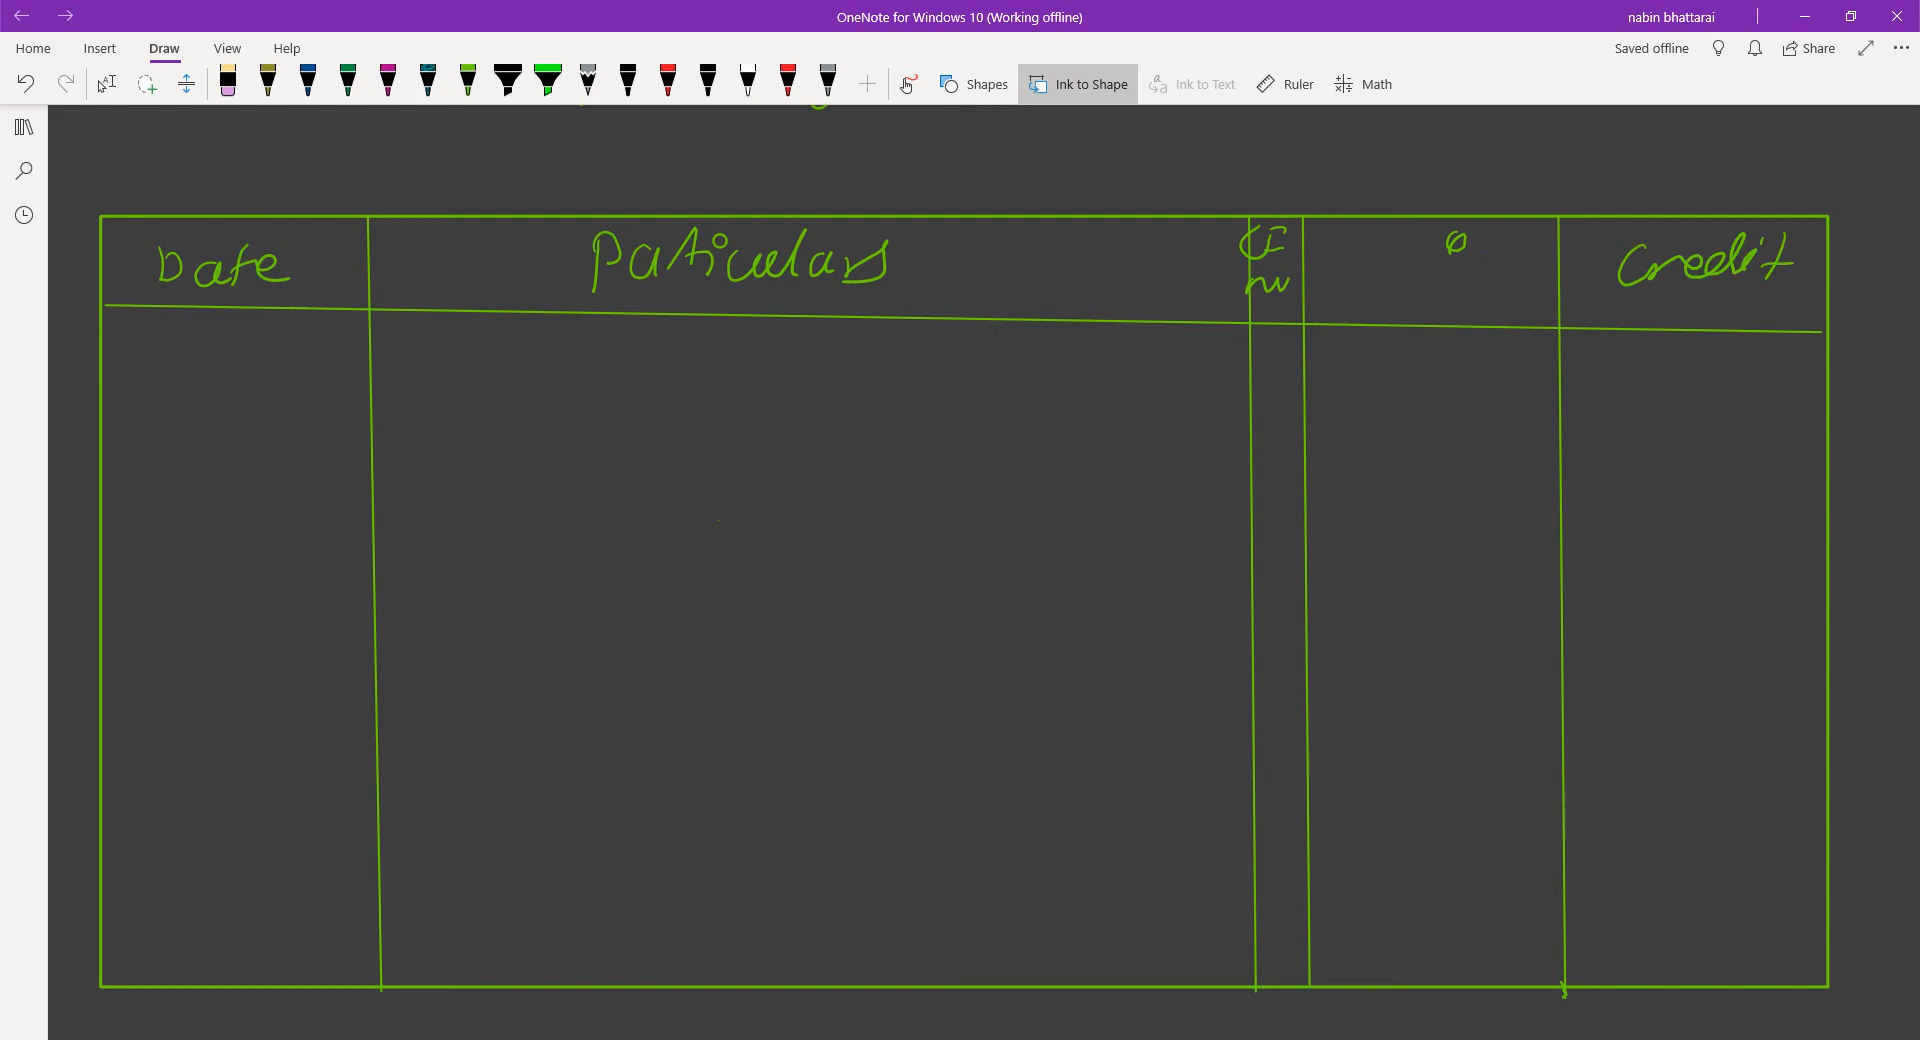 OneNote for Windows 10 (Working offline)
nabin bhattarai
Home Insert Draw View Help
Saved offline Share
Shapes Ink to Shape Ink to Text Ruler Math
Date Paticulars Credit